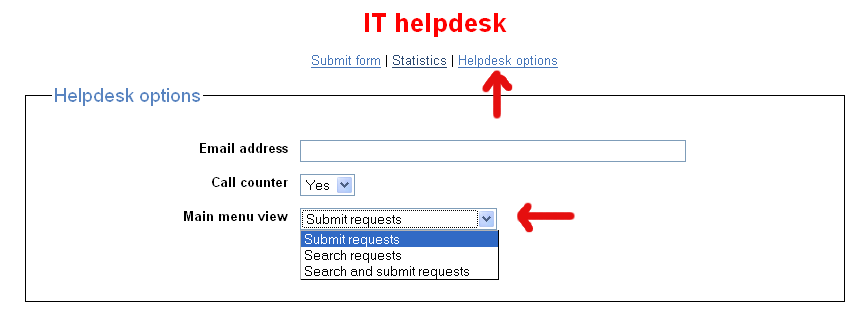 IT helpdesk
Submit form | Statistics | Helpdesk options
Helpdesk options
Email address
Call counter Yes
Main menu view Submit requests
Submit requests
Search requests
Search and submit requests